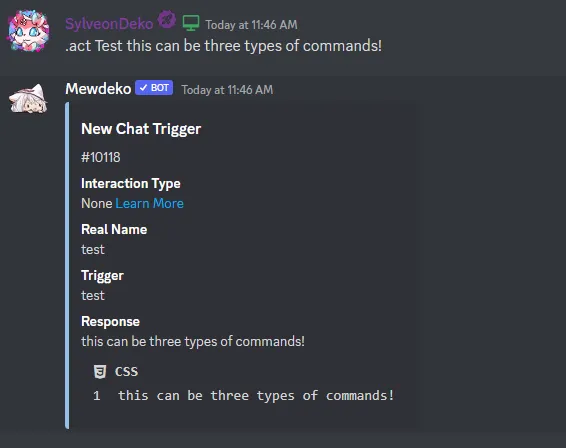 SylveonDeko Today at 11:46 AM
.act Test this can be three types of commands!
Mewdeko BOT Today at 11:46 AM
New Chat Trigger
#10118
Interaction Type
None Learn More
Real Name
test
Trigger
test
Response
this can be three types of commands!
CSS
1 this can be three types of commands!